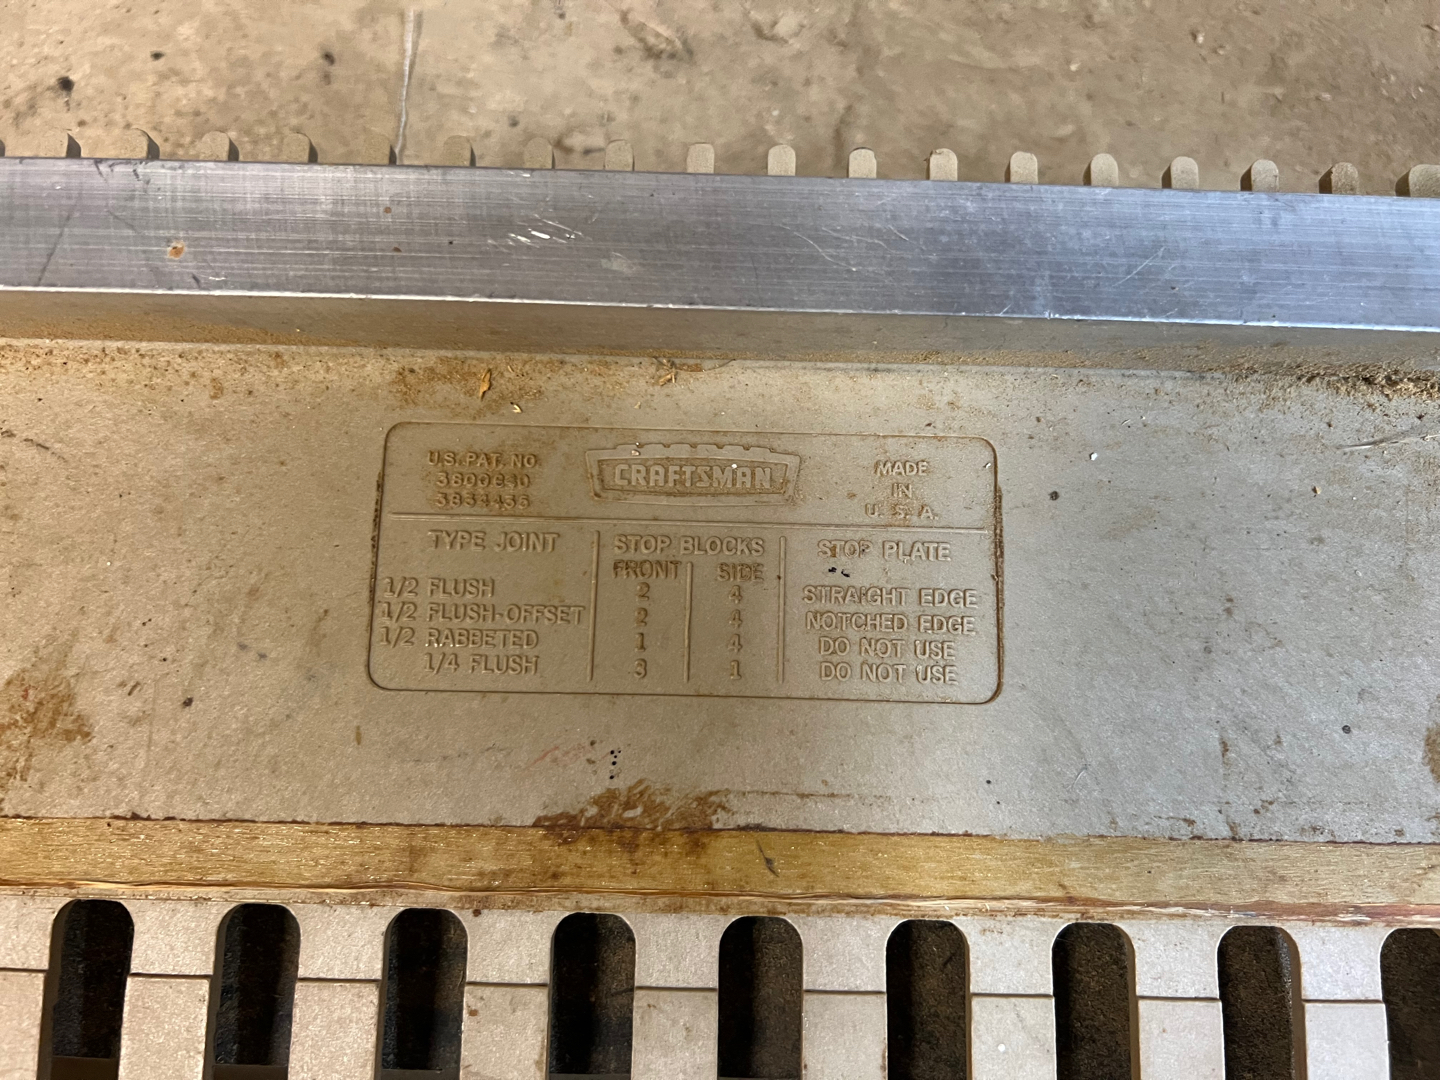 U.S. PAT. NO.
CRAFTSMAN
MADE
IN
U. S. A.
TYPE JOINT STOP BLOCKS STOP PLATE
FRONT SIDE
1/2 FLUSH 2 4 STRAIGHT EDGE
1/2 FLUSH-OFFSET 2 4 NOTCHED EDGE
1/2 RABBETED 1 4 DO NOT USE
1/4 FLUSH 3 1 DO NOT USE